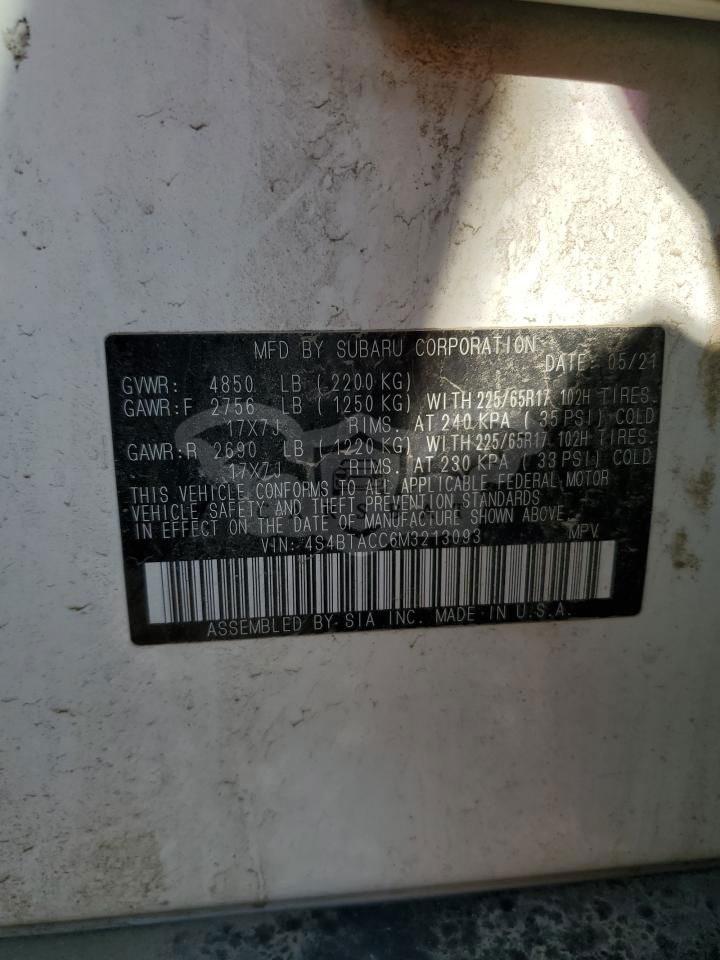 MFD BY SUBARU CORPORATION DATE: 05/21
GVWR: 4850 LB (2200 KG)
GAWR:F 2756 LB (1250 KG) WITH 225/65R17 102H TIRES.
17X7J RIMS. AT 240 KPA (35 PSI) COLD
GAWR:R 2690 LB (1220 KG) WITH 225/65R17 102H TIRES.
17X7J RIMS. AT 230 KPA (33 PSI) COLD
THIS VEHICLE CONFORMS TO ALL APPLICABLE FEDERAL MOTOR
VEHICLE SAFETY AND THEFT PREVENTION STANDARDS
IN EFFECT ON THE DATE OF MANUFACTURE SHOWN ABOVE.
VIN: 4S4BTACC6M3213093 MPV
ASSEMBLED BY SIA INC. MADE IN U.S.A.